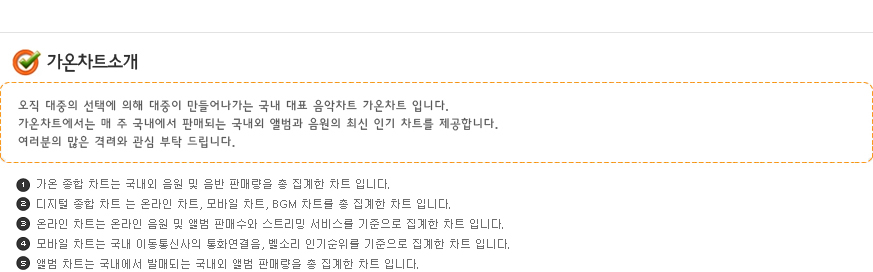 가온차트소개
오직 대중의 선택에 의해 대중이 만들어나가는 국내 대표 음악차트 가온차트 입니다.
가온차트에서는 매 주 국내에서 판매되는 국내외 앨범과 음원의 최신 인기 차트를 제공합니다.
여러분의 많은 격려와 관심 부탁 드립니다.
1 가온 종합 차트는 국내외 음원 및 음반 판매량을 총 집계한 차트 입니다.
2 디지털 종합 차트 는 온라인 차트, 모바일 차트, BGM 차트를 총 집계한 차트 입니다.
3 온라인 차트는 온라인 음원 및 앨범 판매수와 스트리밍 서비스를 기준으로 집계한 차트 입니다.
4 모바일 차트는 국내 이동통신사의 통화연결음, 벨소리 인기순위를 기준으로 집계한 차트 입니다.
5 앨범 차트는 국내에서 발매되는 국내외 앨범 판매량을 총 집계한 차트 입니다.